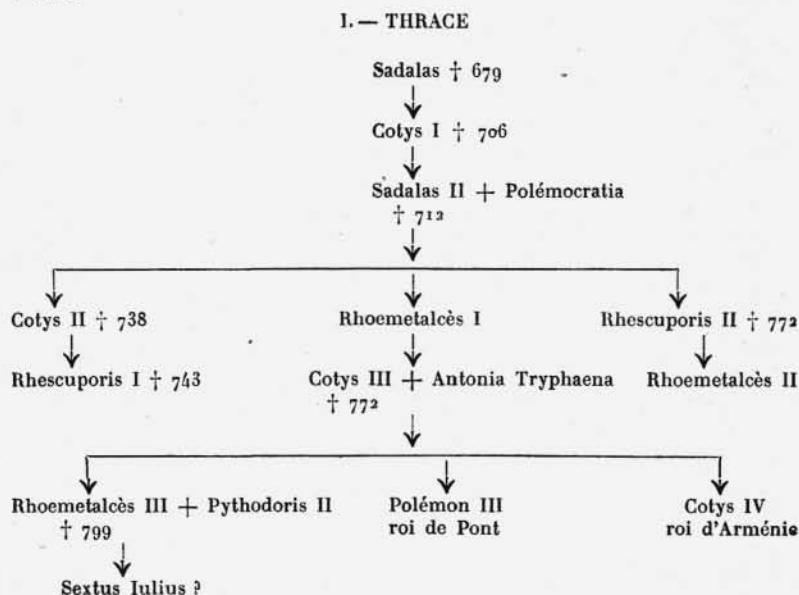 I. — THRACE
Sadalas † 679
Cotys I † 706
Sadalas II + Polémocratia
† 712
Cotys II † 738 Rhoemetalcès I Rhescuporis II † 772
Rhescuporis I † 743 Cotys III + Antonia Tryphaena Rhoemetalcès II
† 772
Rhoemetalcès III + Pythodoris II Polémon III Cotys IV
† 799 roi de Pont roi d'Arménie
Sextus Iulius ?